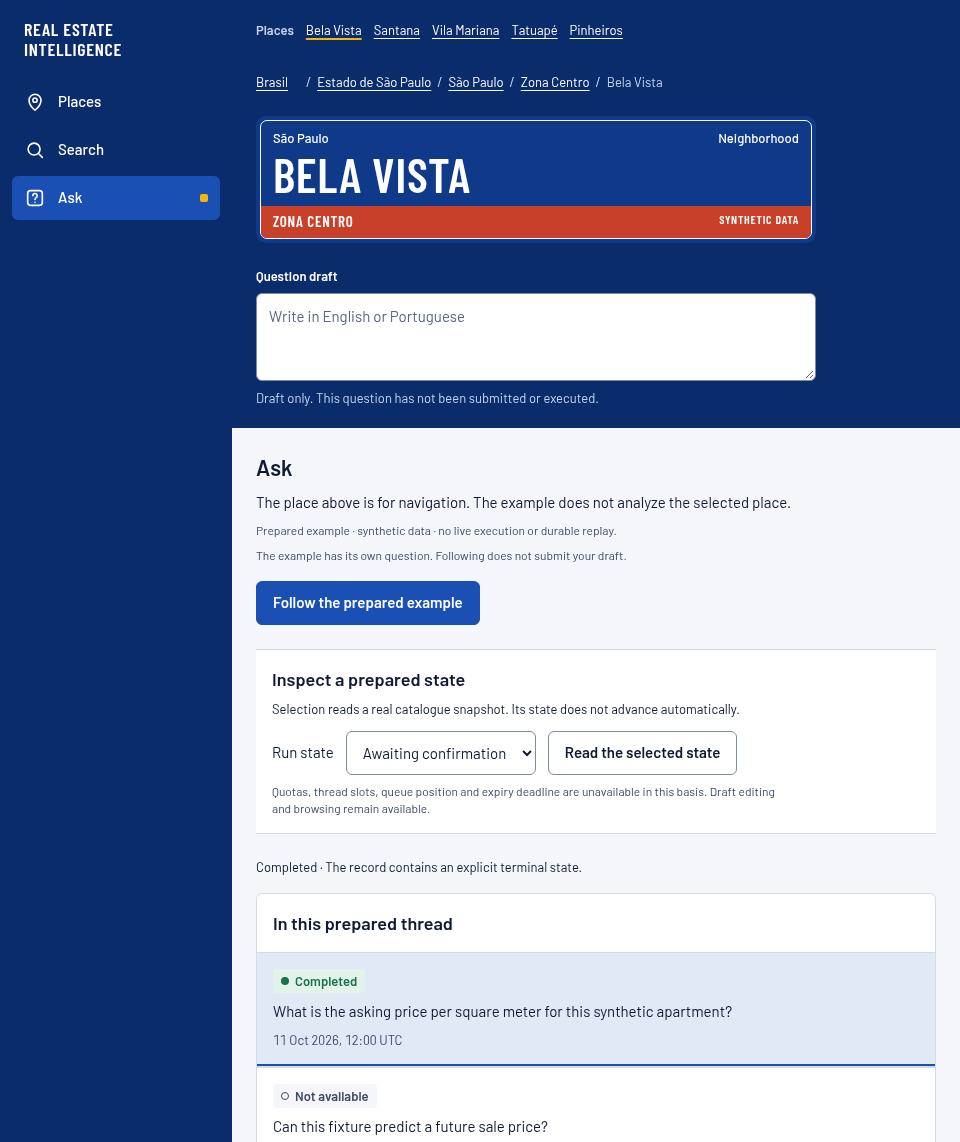 REAL ESTATE
INTELLIGENCE
Places
Search
Ask
Places Bela Vista Santana Vila Mariana Tatuapé Pinheiros
Brasil / Estado de São Paulo / São Paulo / Zona Centro / Bela Vista
São Paulo Neighborhood
BELA VISTA
ZONA CENTRO SYNTHETIC DATA
Question draft
Write in English or Portuguese
Draft only. This question has not been submitted or executed.
Ask
The place above is for navigation. The example does not analyze the selected place.
Prepared example · synthetic data · no live execution or durable replay.
The example has its own question. Following does not submit your draft.
Follow the prepared example
Inspect a prepared state
Selection reads a real catalogue snapshot. Its state does not advance automatically.
Run state Awaiting confirmation Read the selected state
Quotas, thread slots, queue position and expiry deadline are unavailable in this basis. Draft editing
and browsing remain available.
Completed · The record contains an explicit terminal state.
In this prepared thread
Completed
What is the asking price per square meter for this synthetic apartment?
11 Oct 2026, 12:00 UTC
Not available
Can this fixture predict a future sale price?